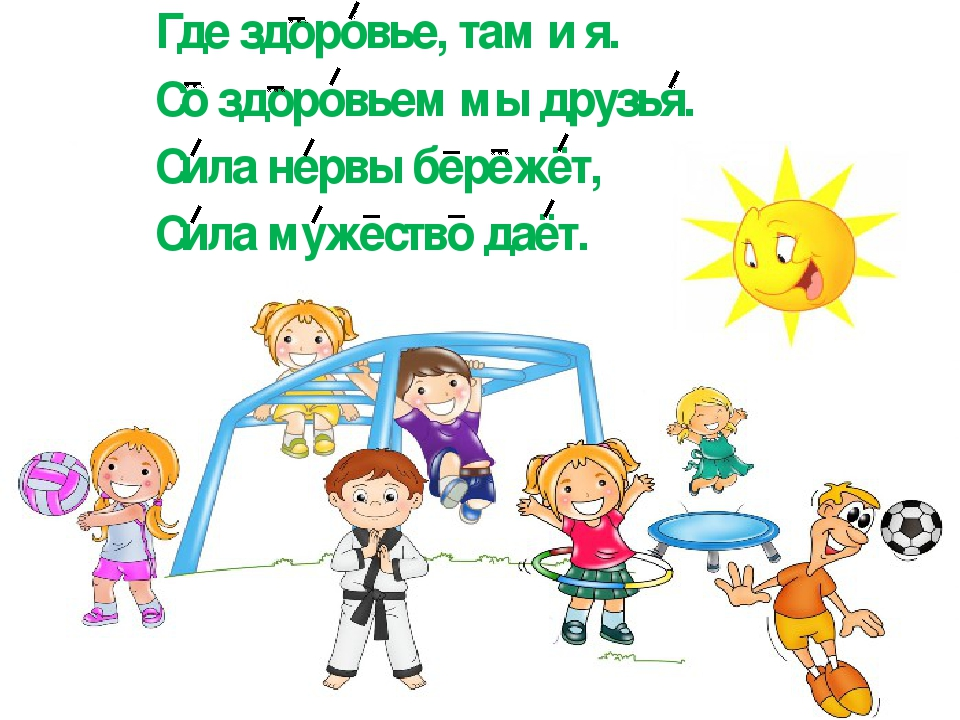 Где здоровье, там и я.
Со здоровьем мы друзья.
Сила нервы бережёт,
Сила мужество даёт.